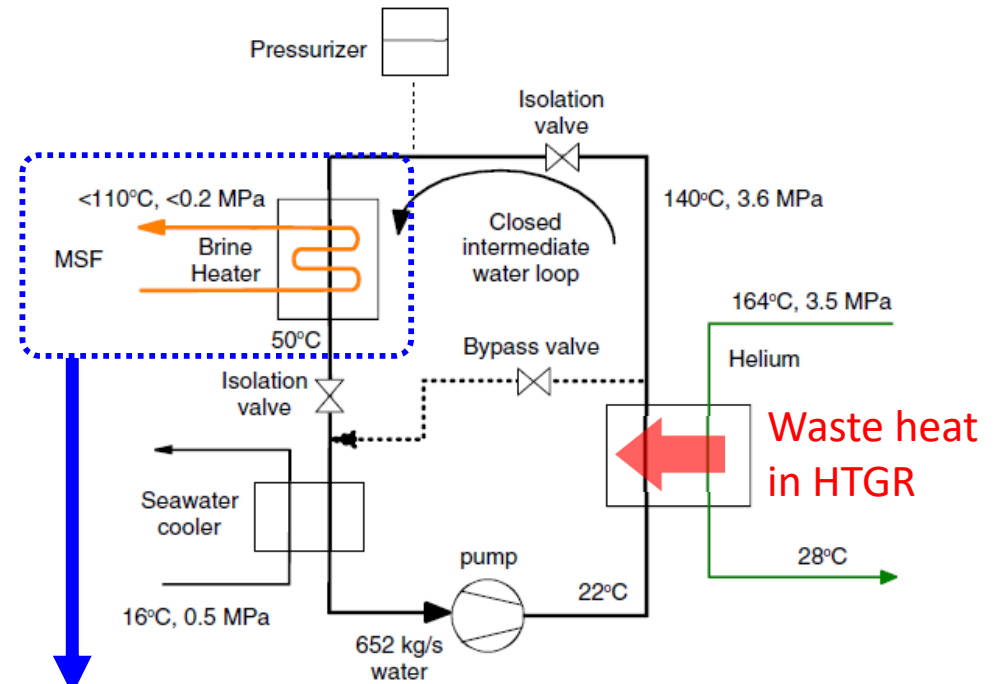 Pressurizer
Isolation
valve
<110°C, <0.2 MPa
140°C, 3.6 MPa
MSF
Brine
Heater
Closed
intermediate
water loop
164°C, 3.5 MPa
50°C
Bypass valve
Helium
Isolation
valve
Waste heat
in HTGR
Seawater
cooler
pump
28°C
22°C
16°C, 0.5 MPa
652 kg/s
water